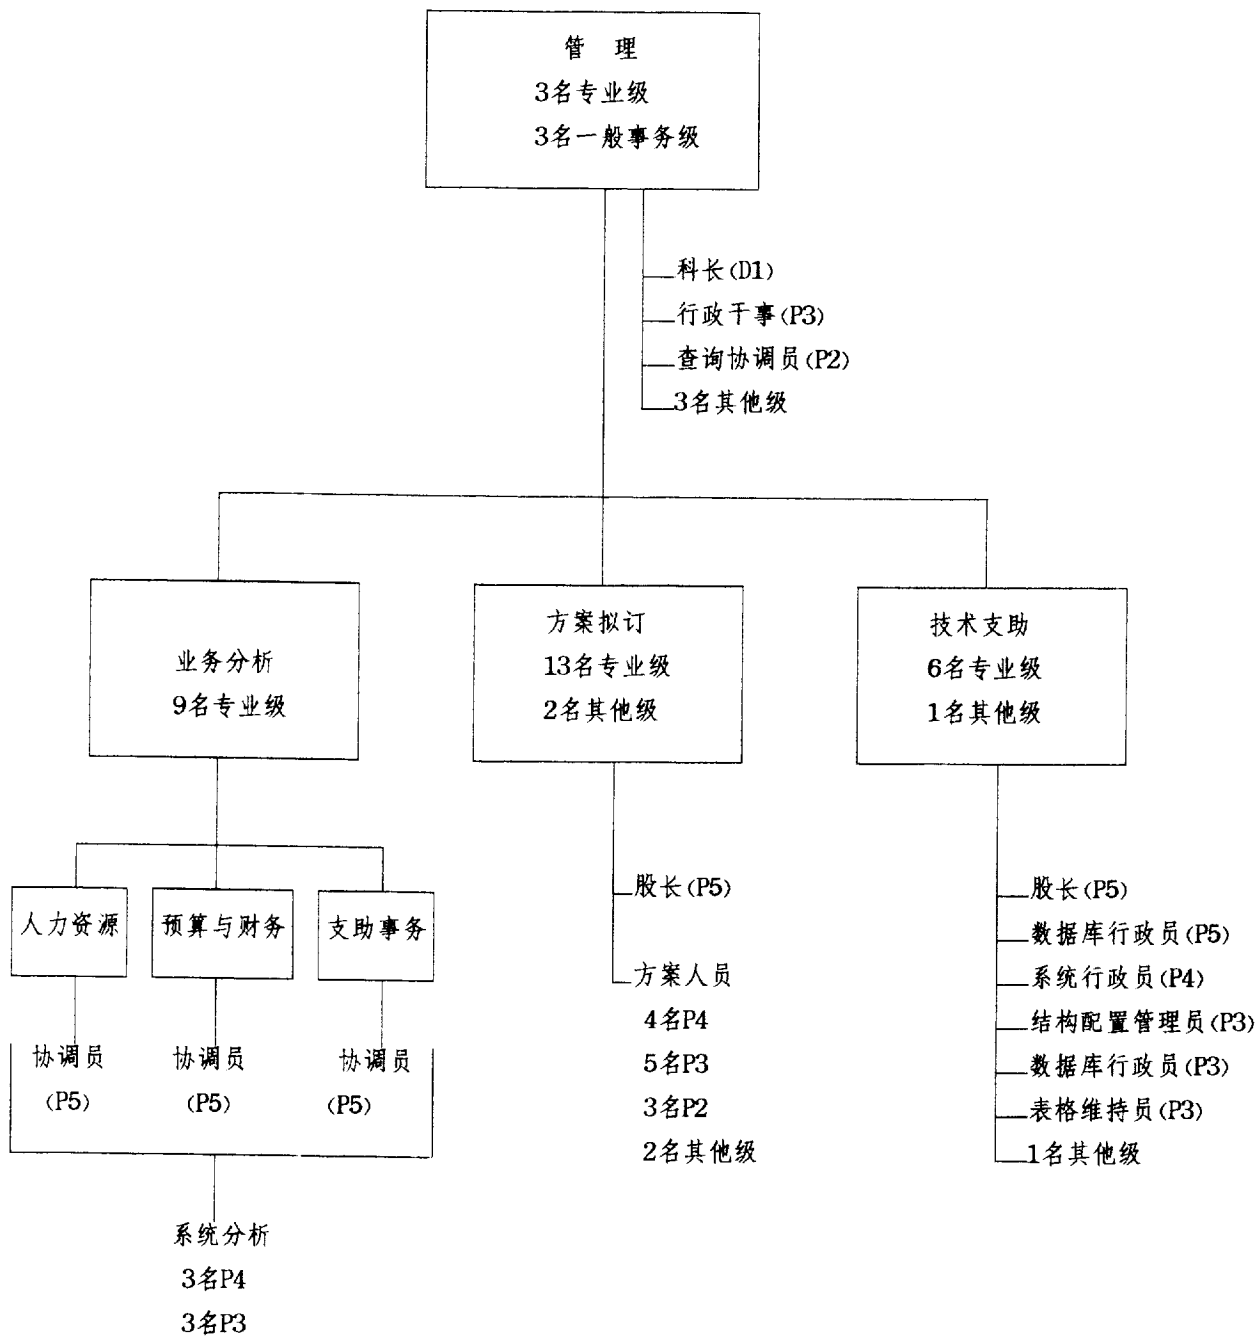 管 理
3名专业级
3名一般事务级
科长(D1)
行政干事(P3)
查询协调员(P2)
3名其他级
业务分析
9名专业级
方案拟订
13名专业级
2名其他级
技术支助
6名专业级
1名其他级
人力资源
预算与财务
支助事务
协调员
(P5)
协调员
(P5)
协调员
(P5)
系统分析
3名P4
3名P3
股长(P5)
方案人员
4名P4
5名P3
3名P2
2名其他级
股长(P5)
数据库行政员(P5)
系统行政员(P4)
结构配置管理员(P3)
数据库行政员(P3)
表格维持员(P3)
1名其他级